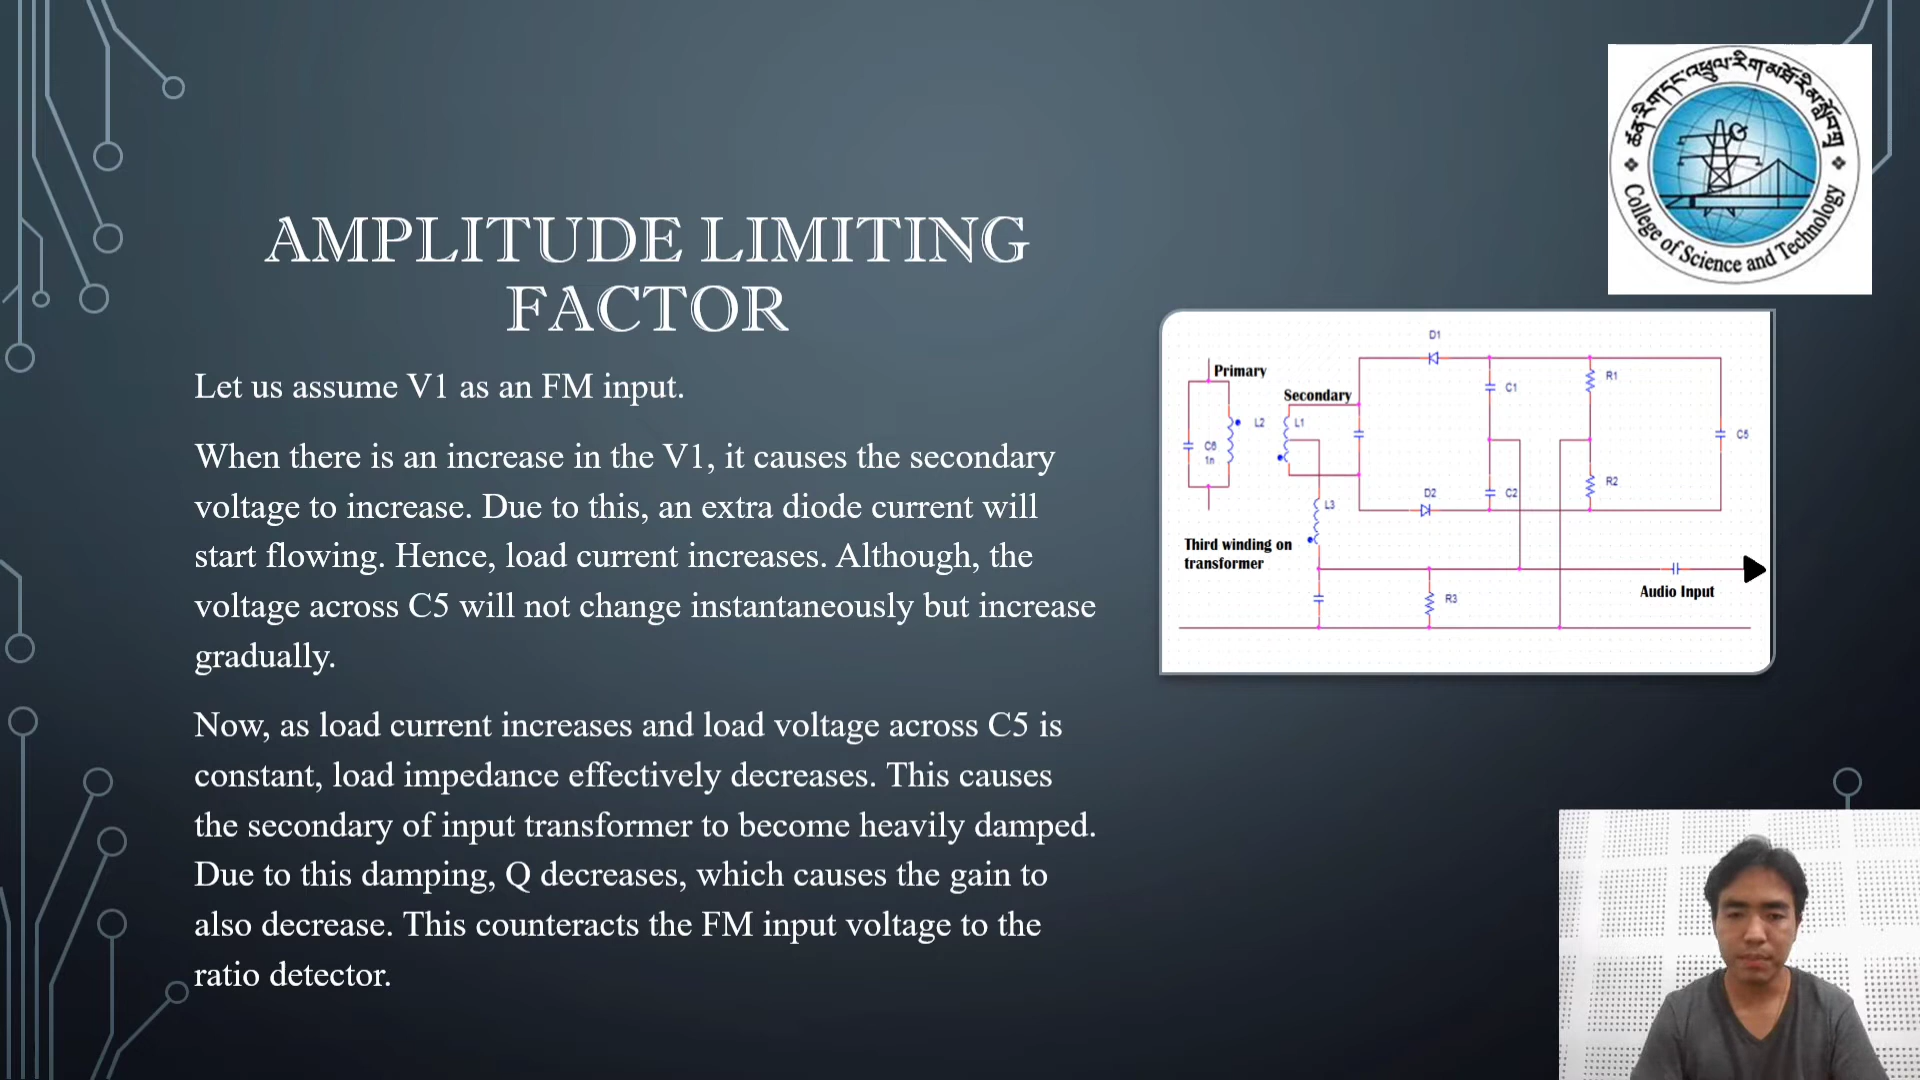 AMPLITUDE LIMITING
FACTOR
Let us assume V1 as an FM input.
When there is an increase in the V1, it causes the secondary
voltage to increase. Due to this, an extra diode current will
start flowing. Hence, load current increases. Although, the
voltage across C5 will not change instantaneously but increase
gradually.
Now, as load current increases and load voltage across C5 is
constant, load impedance effectively decreases. This causes
the secondary of input transformer to become heavily damped.
Due to this damping, Q decreases, which causes the gain to
also decrease. This counteracts the FM input voltage to the
ratio detector.
College of Science and Technology
D1
Primary
Secondary
C1
R1
L2
L1
C5
1n
D2
C2
R2
L3
Third winding on
transformer
R3
Audio Input